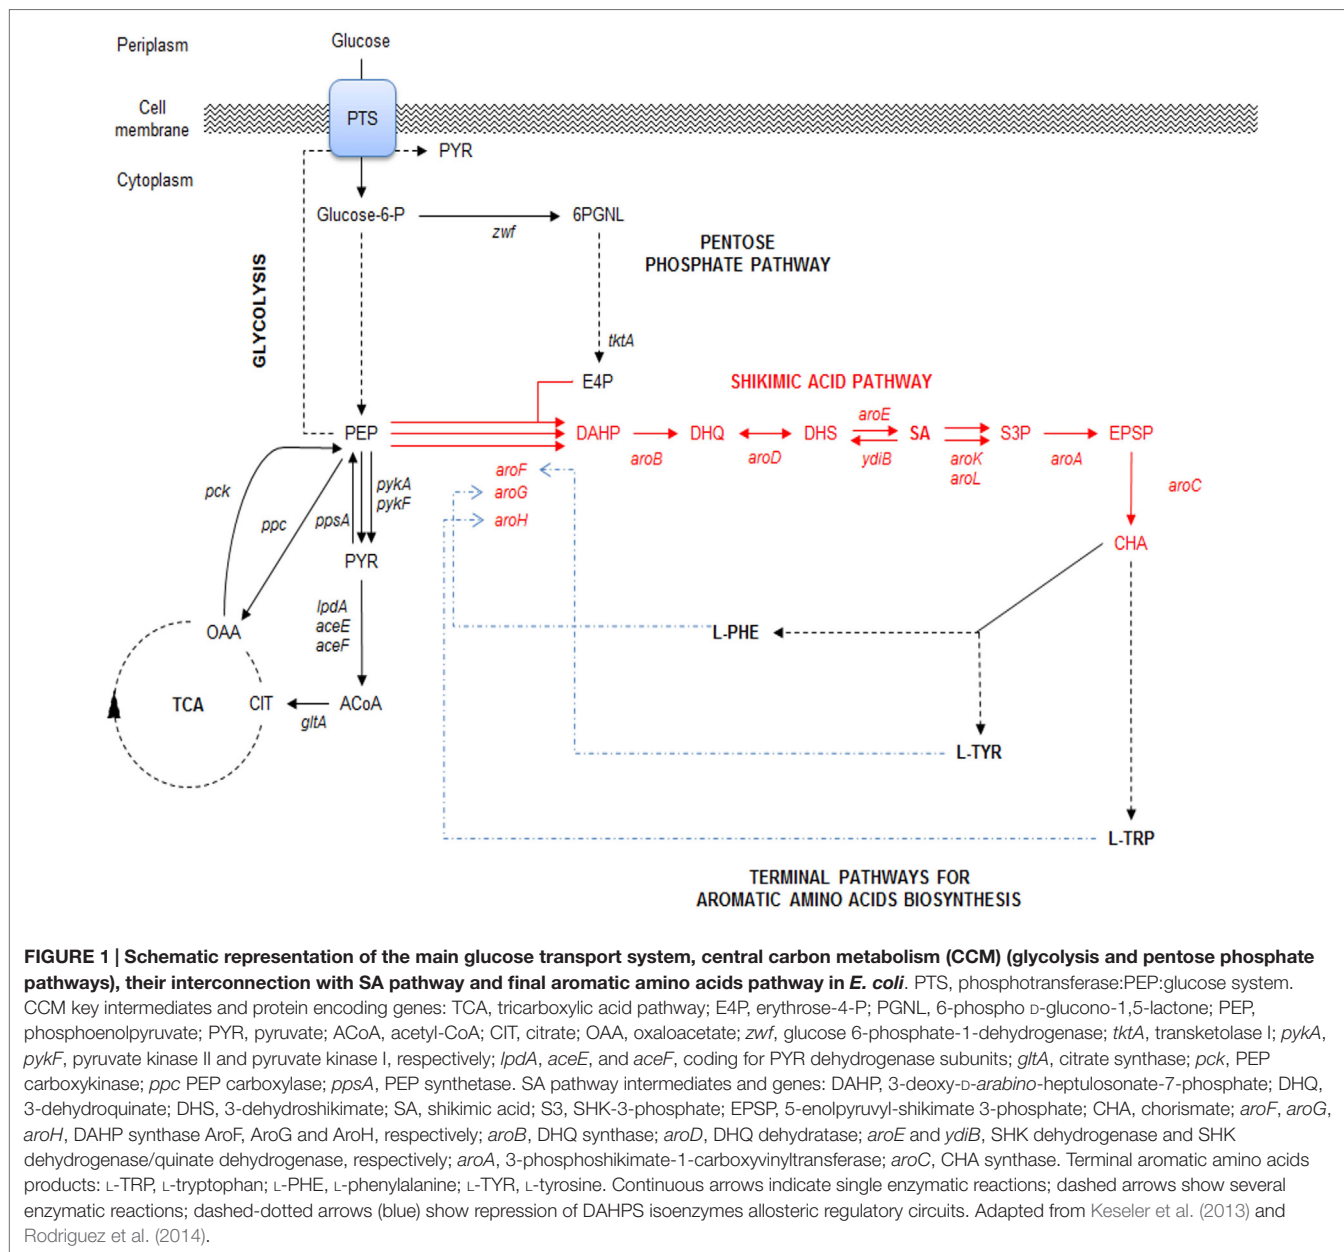 Periplasm
Glucose
Cell
membrane
PTS
PYR
Cytoplasm
Glucose-6-P
zwf
6PGNL
PENTOSE
PHOSPHATE PATHWAY
GLYCOLYSIS
tktA
E4P
SHIKIMIC ACID PATHWAY
PEP
DAHP
aroB
DHQ
aroD
DHS
aroE
ydiB
SA
aroK
aroL
S3P
aroA
EPSP
aroF
aroG
aroH
aroC
pck
ppc
ppsA
pykA
pykF
PYR
CHA
lpdA
aceE
aceF
OAA
L-PHE
TCA
CIT
gltA
ACoA
L-TYR
L-TRP
TERMINAL PATHWAYS FOR
AROMATIC AMINO ACIDS BIOSYNTHESIS
FIGURE 1 | Schematic representation of the main glucose transport system, central carbon metabolism (CCM) (glycolysis and pentose phosphate
pathways), their interconnection with SA pathway and final aromatic amino acids pathway in E. coli. PTS, phosphotransferase:PEP:glucose system.
CCM key intermediates and protein encoding genes: TCA, tricarboxylic acid pathway; E4P, erythrose-4-P; PGNL, 6-phospho D-glucono-1,5-lactone; PEP,
phosphoenolpyruvate; PYR, pyruvate; ACoA, acetyl-CoA; CIT, citrate; OAA, oxaloacetate; zwf, glucose 6-phosphate-1-dehydrogenase; tktA, transketolase I; pykA,
pykF, pyruvate kinase II and pyruvate kinase I, respectively; lpdA, aceE, and aceF, coding for PYR dehydrogenase subunits; gltA, citrate synthase; pck, PEP
carboxykinase; ppc PEP carboxylase; ppsA, PEP synthetase. SA pathway intermediates and genes: DAHP, 3-deoxy-D-arabino-heptulosonate-7-phosphate; DHQ,
3-dehydroquinate; DHS, 3-dehydroshikimate; SA, shikimic acid; S3, SHK-3-phosphate; EPSP, 5-enolpyruvyl-shikimate 3-phosphate; CHA, chorismate; aroF, aroG,
aroH, DAHP synthase AroF, AroG and AroH, respectively; aroB, DHQ synthase; aroD, DHQ dehydratase; aroE and ydiB, SHK dehydrogenase and SHK
dehydrogenase/quinate dehydrogenase, respectively; aroA, 3-phosphoshikimate-1-carboxyvinyltransferase; aroC, CHA synthase. Terminal aromatic amino acids
products: L-TRP, L-tryptophan; L-PHE, L-phenylalanine; L-TYR, L-tyrosine. Continuous arrows indicate single enzymatic reactions; dashed arrows show several
enzymatic reactions; dashed-dotted arrows (blue) show repression of DAHPS isoenzymes allosteric regulatory circuits. Adapted from Keseler et al. (2013) and
Rodriguez et al. (2014).